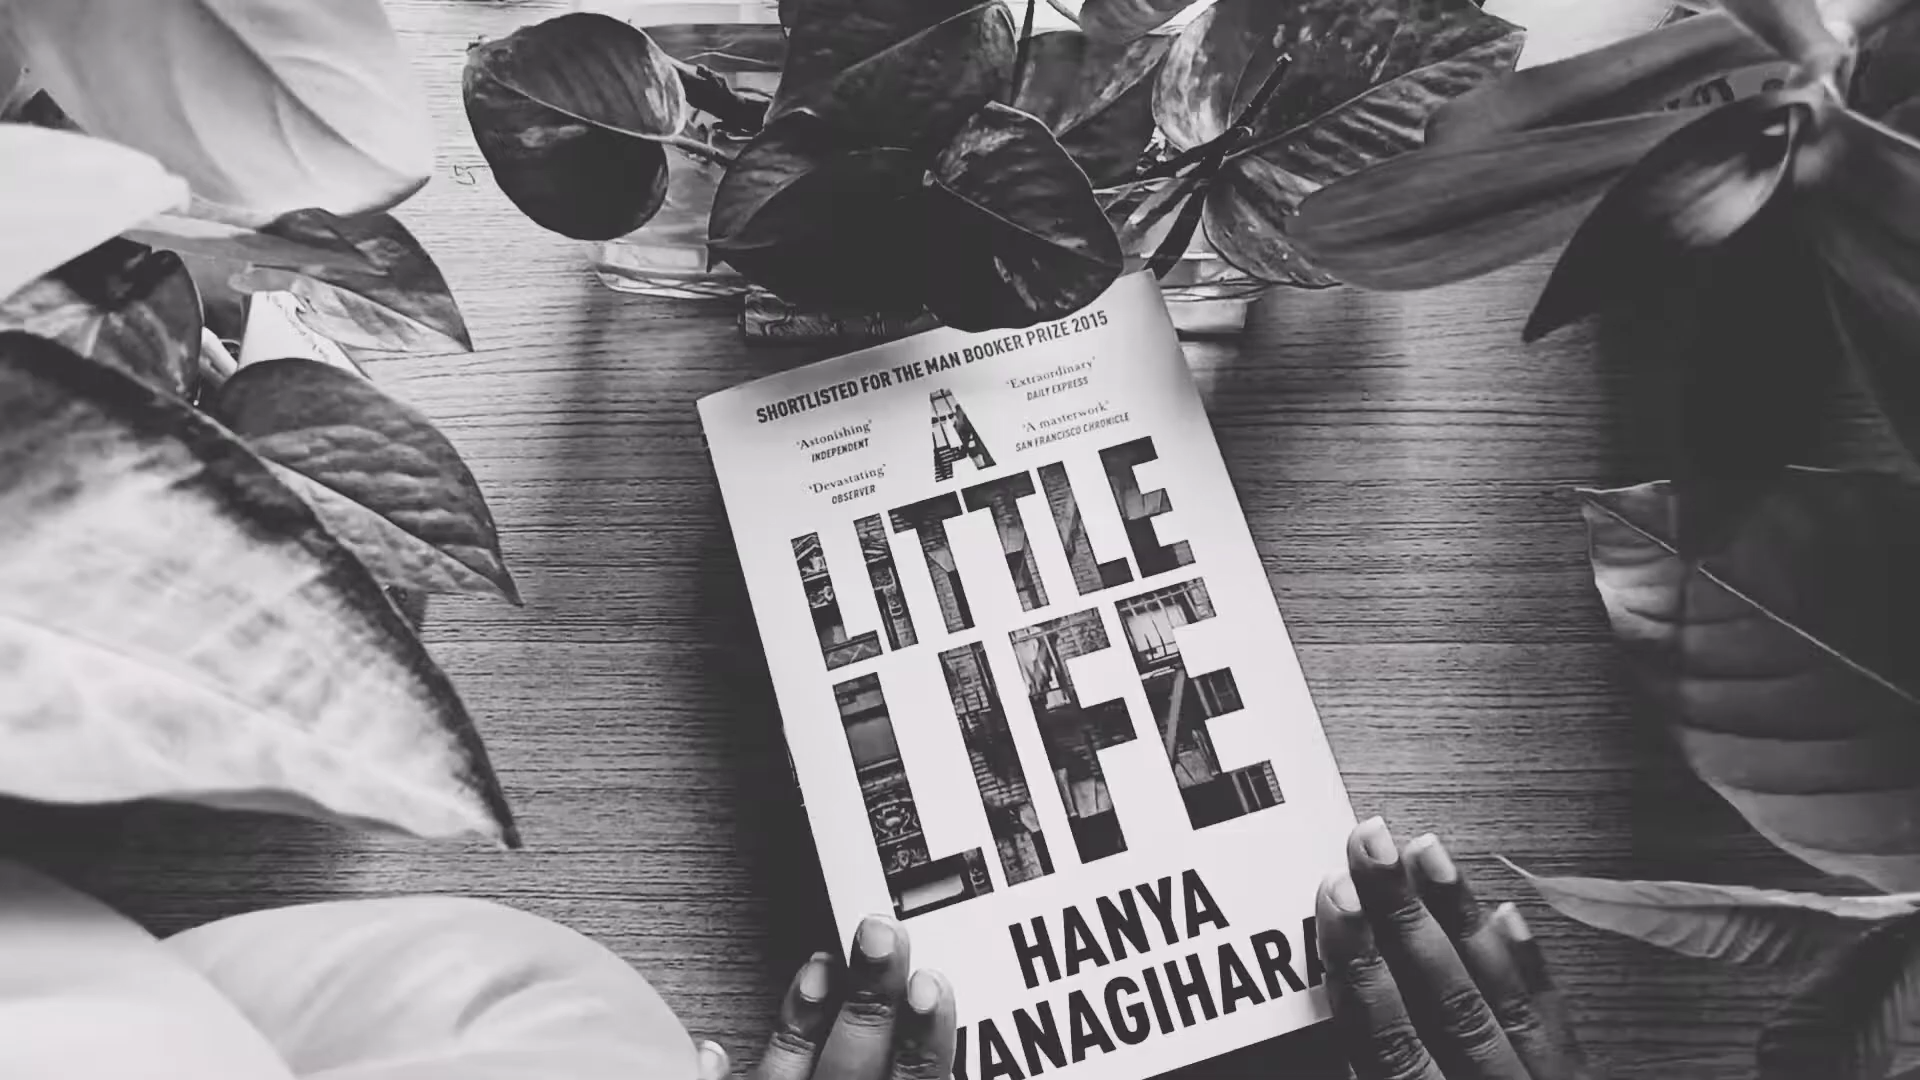 SHORTLISTED FOR THE MAN BOOKER PRIZE 2015
'Astonishing'
INDEPENDENT
'Devastating'
OBSERVER
'Extraordinary'
DAILY EXPRESS
'A masterwork'
SAN FRANCISCO CHRONICLE
A
LITTLE
LIFE
HANYA
YANAGIHARA